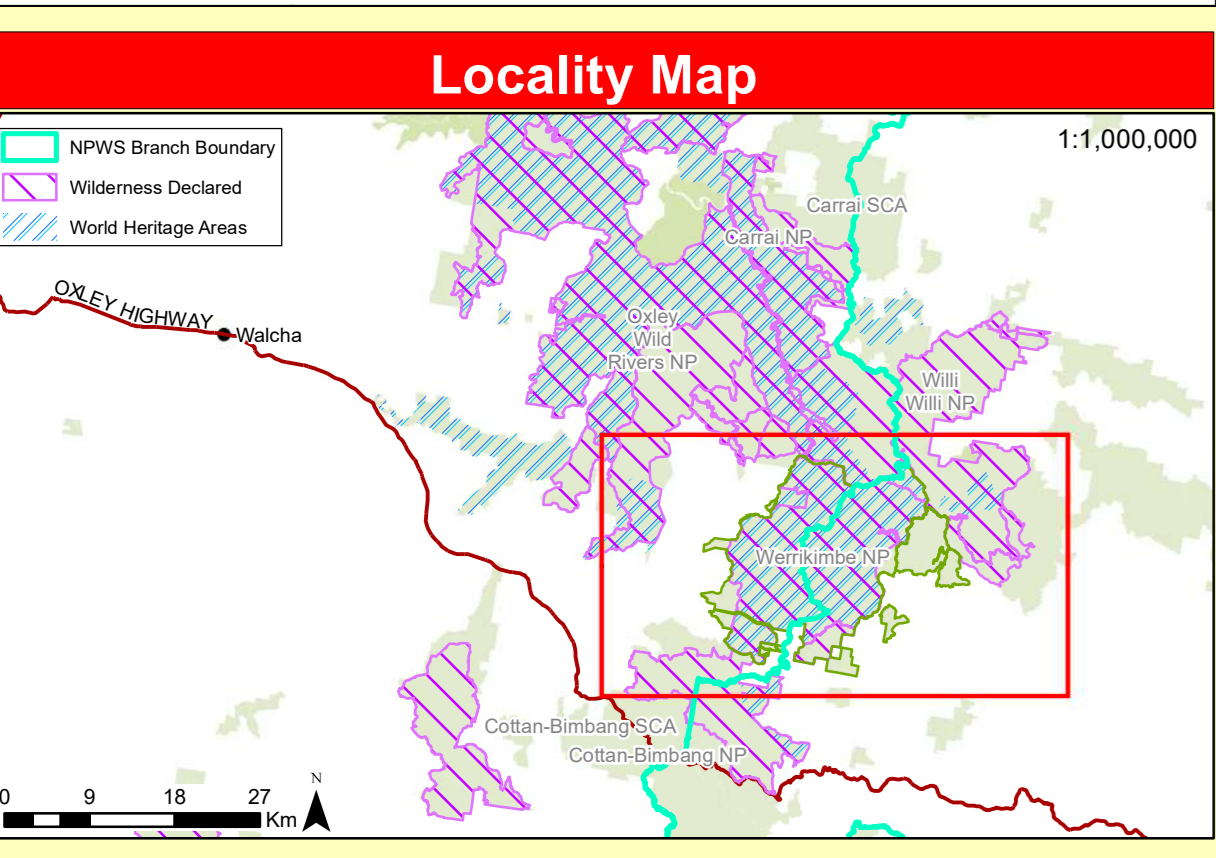 Locality Map
1:1,000,000
NPWS Branch Boundary
Wilderness Declared
World Heritage Areas
Carrai SCA
Carrai NP
OXLEY HIGHWAY
Walcha
Oxley
Wild
Rivers NP
Willi
Willi NP
Werrikimbe NP
Cottan-Bimbang SCA
Cottan-Bimbang NP
N
0 9 18 27
Km